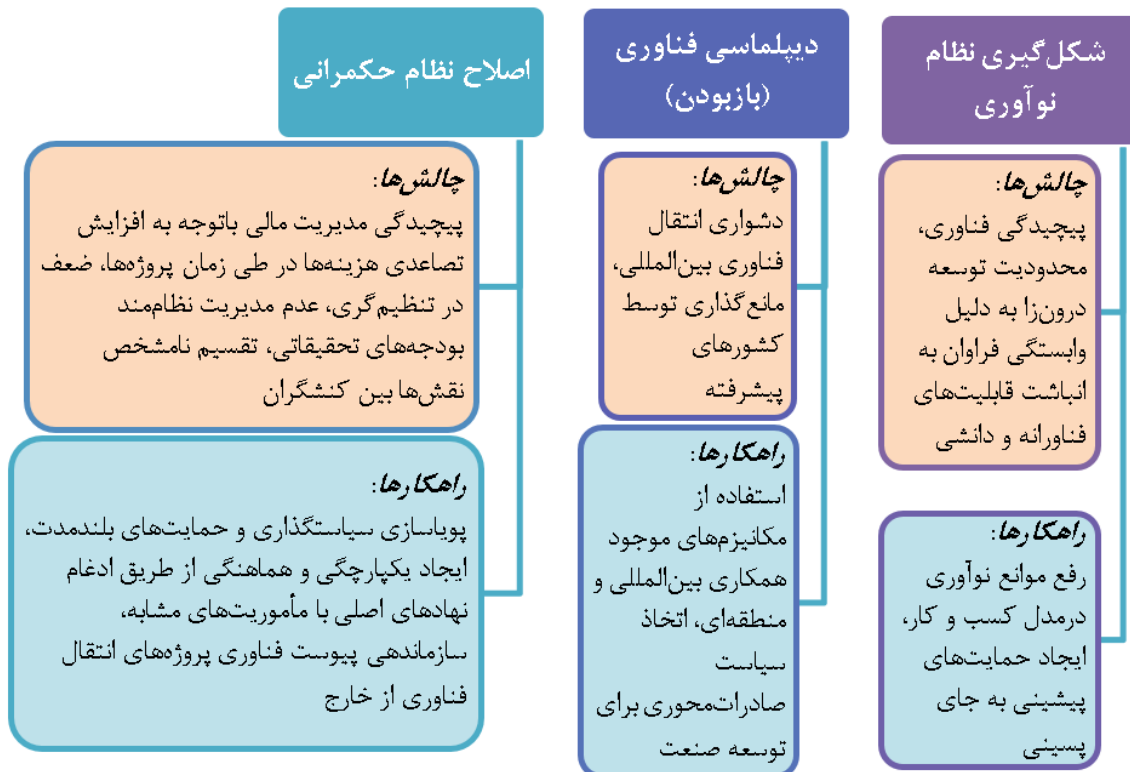 شکل‌گیری نظام
نوآوری
چالش‌ها:
پیچیدگی فناوری،
محدودیت توسعه
درون‌زا به دلیل
وابستگی فراوان به
انباشت قابلیت‌های
فناورانه و دانشی
راهکارها:
رفع موانع نوآوری
درمدل کسب و کار،
ایجاد حمایت‌های
پیشینی به جای
پسینی
دیپلماسی فناوری
(بازبودن)
چالش‌ها:
دشواری انتقال
فناوری بین‌المللی،
مانع‌گذاری توسط
کشورهای
پیشرفته
راهکارها:
استفاده از
مکانیزم‌های موجود
همکاری بین‌المللی و
منطقه‌ای، اتخاذ
سیاست
صادرات‌محوری برای
توسعه صنعت
اصلاح نظام حکمرانی
چالش‌ها:
پیچیدگی مدیریت مالی باتوجه به افزایش
تصاعدی هزینه‌ها در طی زمان پروژه‌ها، ضعف
در تنظیم‌گری، عدم مدیریت نظام‌مند
بودجه‌های تحقیقاتی، تقسیم نامشخص
نقش‌ها بین کنشگران
راهکارها:
پویاسازی سیاستگذاری و حمایت‌های بلندمدت،
ایجاد یکپارچگی و هماهنگی از طریق ادغام
نهادهای اصلی با مأموریت‌های مشابه،
سازماندهی پیوست فناوری پروژه‌های انتقال
فناوری از خارج